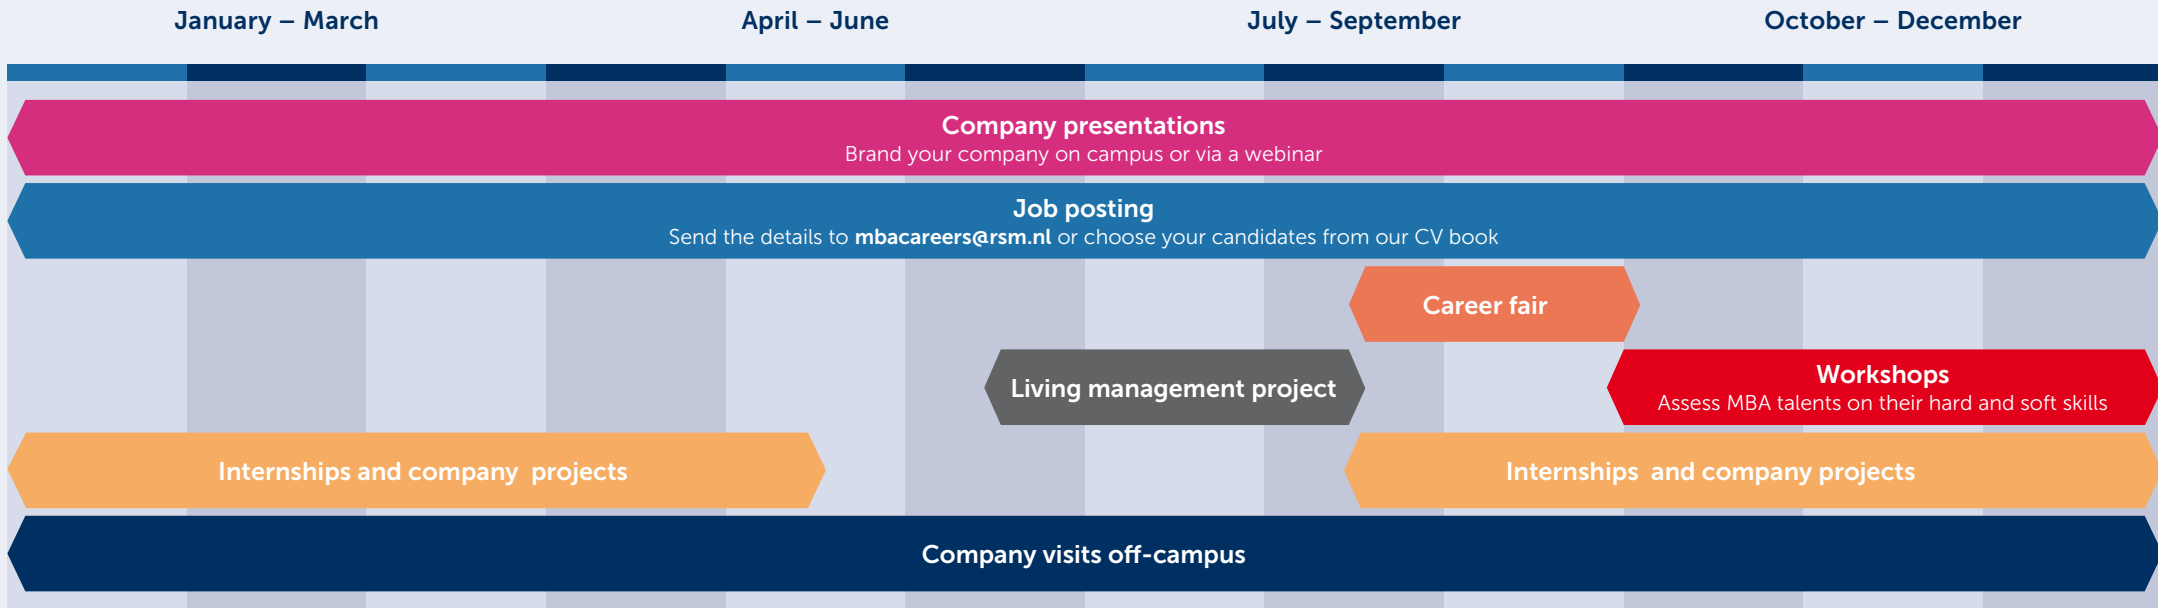 January – March
April – June
July – September
October – December
Company presentations
Brand your company on campus or via a webinar
Job posting
Send the details to mbacareers@rsm.nl or choose your candidates from our CV book
Career fair
Living management project
Workshops
Assess MBA talents on their hard and soft skills
Internships and company projects
Internships and company projects
Company visits off-campus